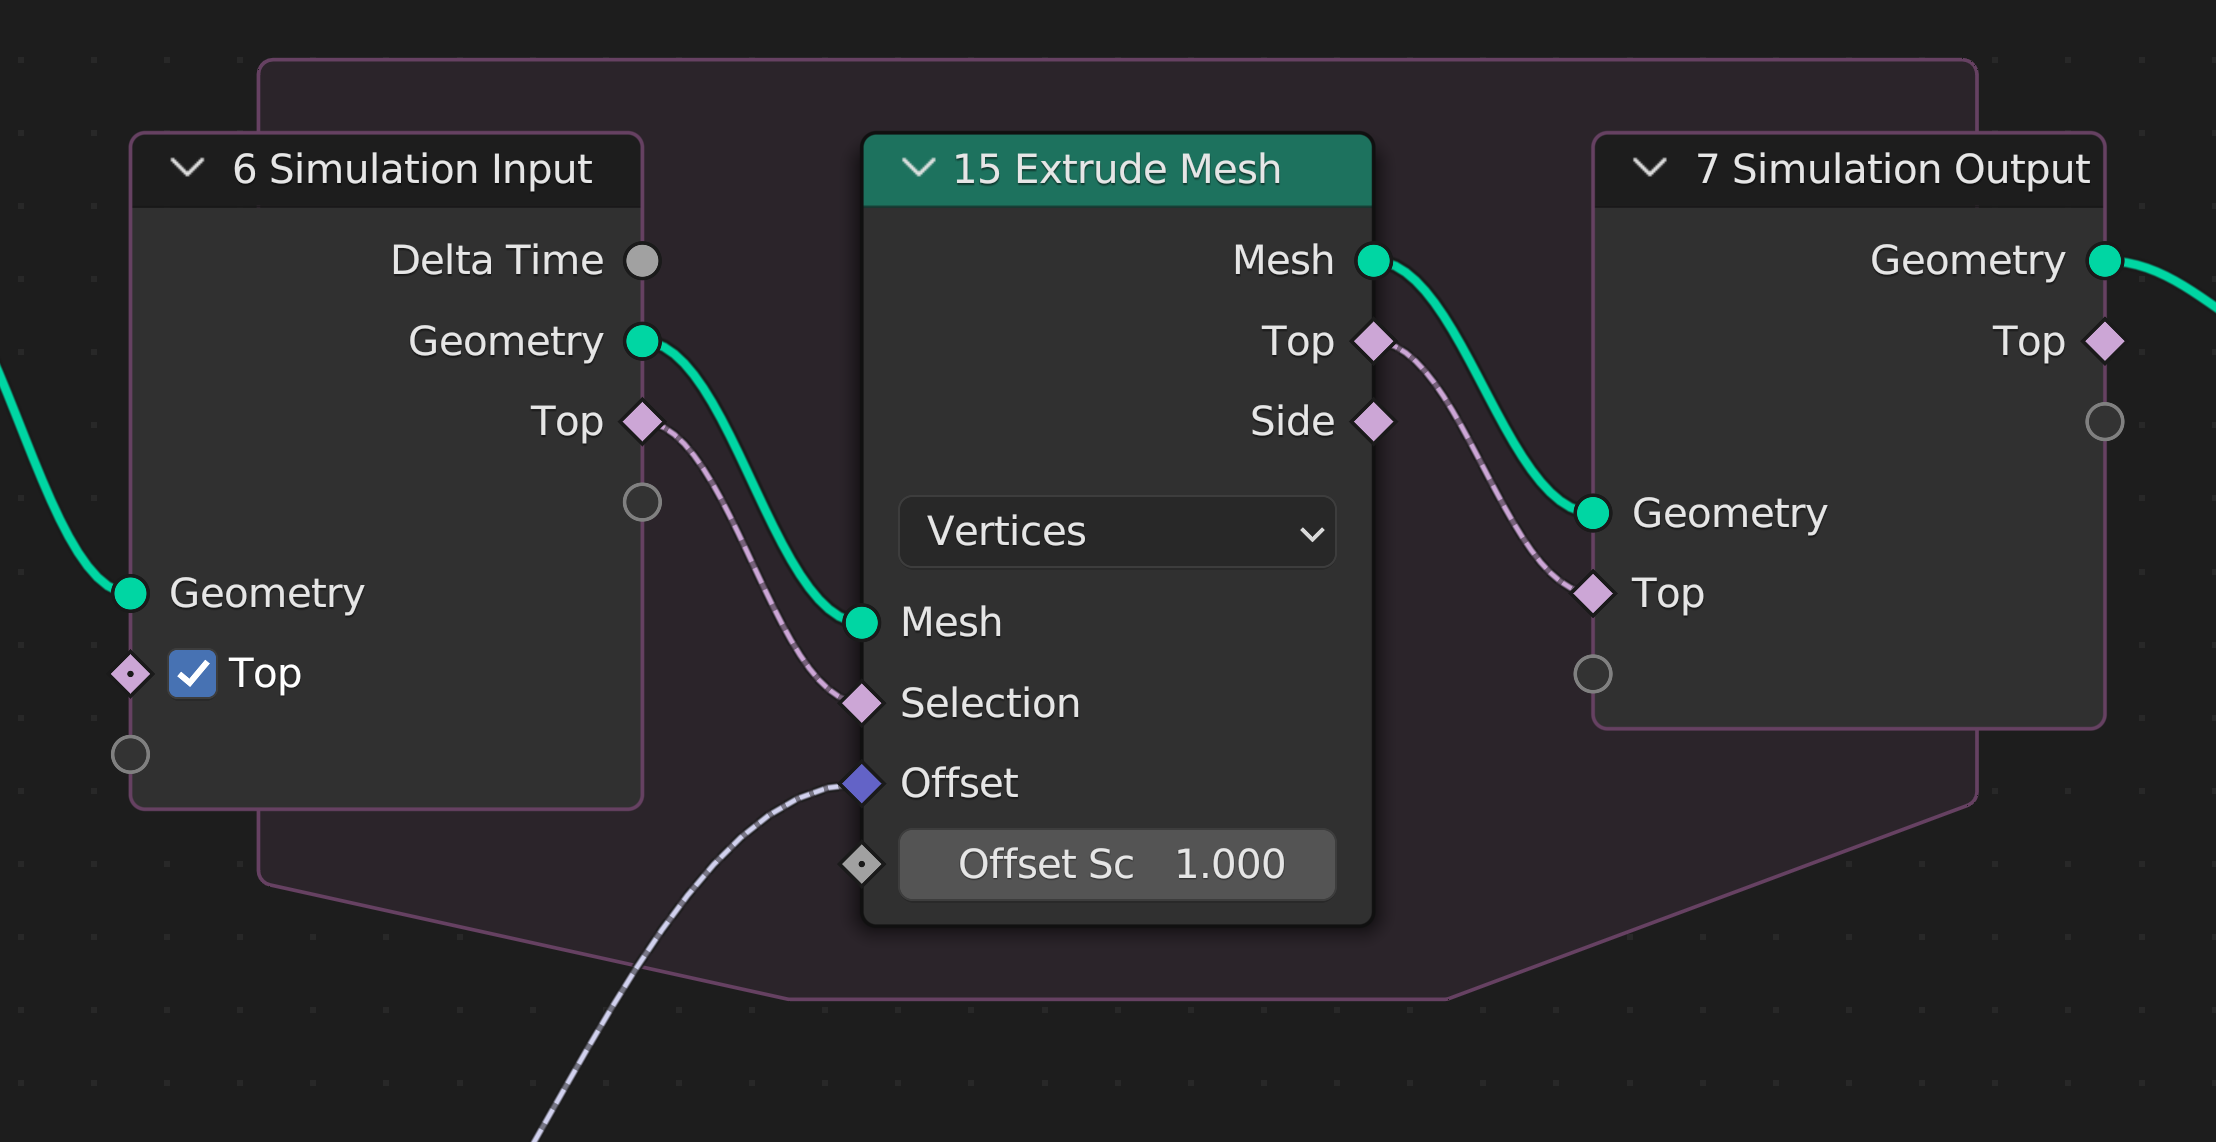 6 Simulation Input
Delta Time
Geometry
Top
Geometry
Top
15 Extrude Mesh
Mesh
Top
Side
Vertices
Mesh
Selection
Offset
Offset Sc 1.000
7 Simulation Output
Geometry
Top
Geometry
Top